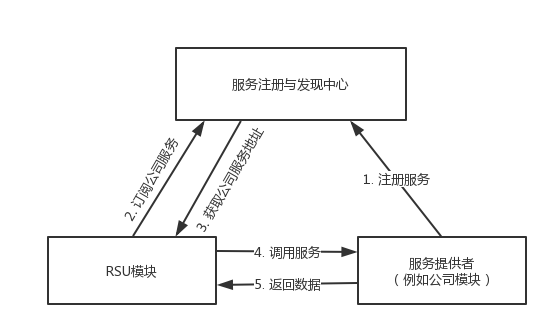 服务注册与发现中心
1. 注册服务
2. 订阅公司服务
3. 获取公司服务地址
RSU模块
4. 调用服务
5. 返回数据
服务提供者
（例如公司模块）